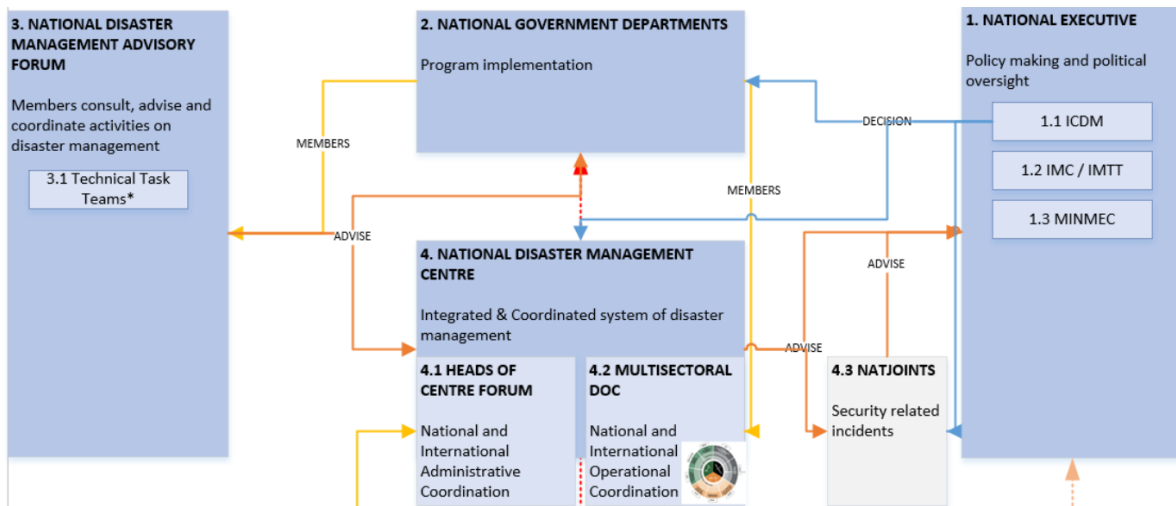 3. NATIONAL DISASTER
MANAGEMENT ADVISORY
FORUM
Members consult, advise and
coordinate activities on
disaster management
3.1 Technical Task
Teams*
MEMBERS
ADVISE
2. NATIONAL GOVERNMENT DEPARTMENTS
Program implementation
DECISION
MEMBERS
1. NATIONAL EXECUTIVE
Policy making and political
oversight
1.1 ICDM
1.2 IMC / IMTT
1.3 MINMEC
4. NATIONAL DISASTER MANAGEMENT
CENTRE
Integrated & Coordinated system of disaster
management
4.1 HEADS OF
CENTRE FORUM
National and
International
Administrative
Coordination
4.2 MULTISECTORAL
DOC
National and
International
Operational
Coordination
ADVISE
ADVISE
4.3 NATJOINTS
Security related
incidents